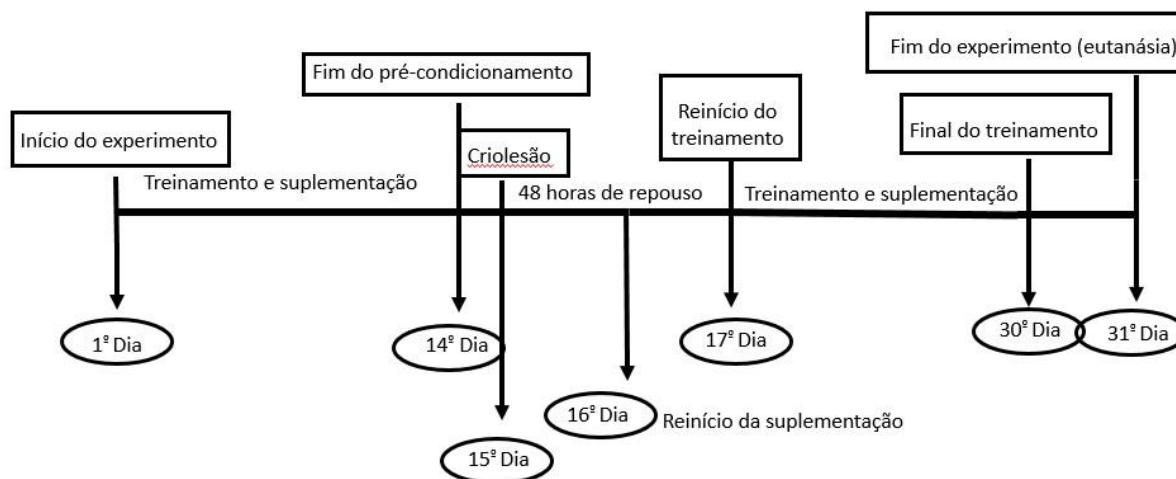 Fim do experimento (eutanásia)
Fim do pré-condicionamento
Reinício do
treinamento
Final do treinamento
Início do experimento
Criolesão
Treinamento e suplementação
48 horas de repouso
Treinamento e suplementação
1º Dia
14º Dia
17º Dia
30º Dia
31º Dia
16º Dia
Reinício da suplementação
15º Dia